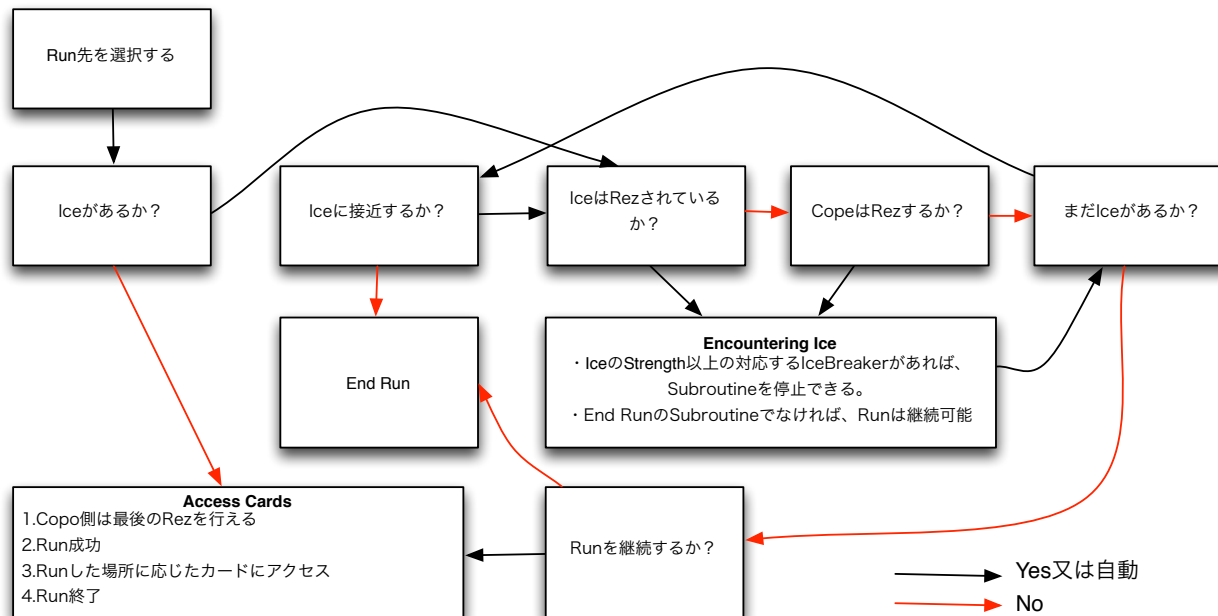 Run先を選択する
Iceがあるか？
Iceに接近するか？
IceはRezされている
か？
CopeはRezするか？
まだIceがあるか？
End Run
Encountering Ice
・IceのStrength以上の対応するIceBreakerがあれば、
Subroutineを停止できる。
・End RunのSubroutineでなければ、Runは継続可能
Access Cards
1.Copo側は最後のRezを行える
2.Run成功
3.Runした場所に応じたカードにアクセス
4.Run終了
Runを継続するか？
Yes又は自動
No